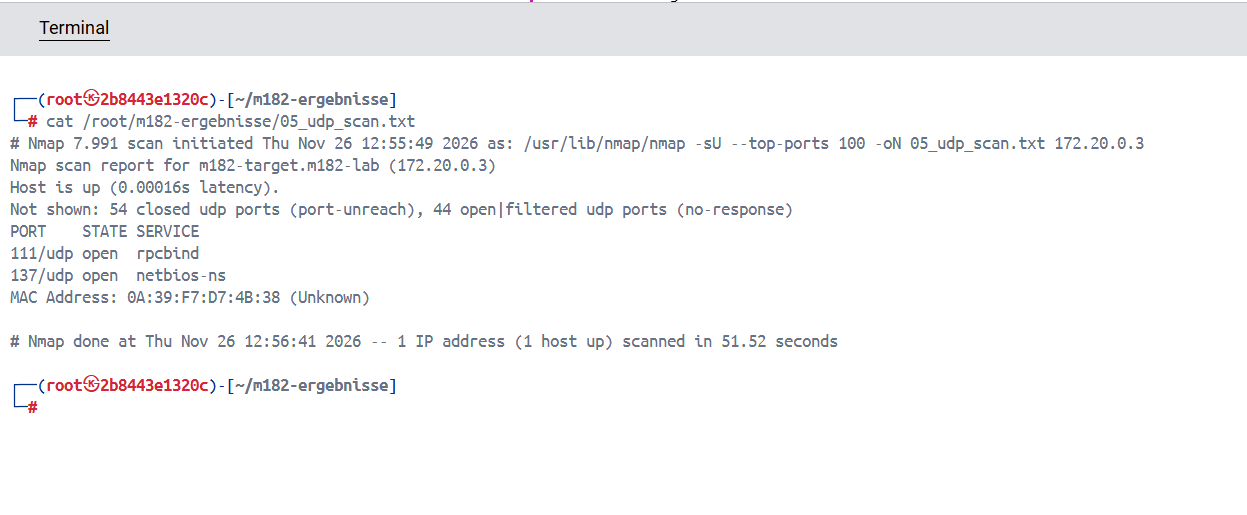 Terminal
┌──(root㉿2b8443e1320c)-[~/m182-ergebnisse]
└─# cat /root/m182-ergebnisse/05_udp_scan.txt
# Nmap 7.991 scan initiated Thu Nov 26 12:55:49 2026 as: /usr/lib/nmap/nmap -sU --top-ports 100 -oN 05_udp_scan.txt 172.20.0.3
Nmap scan report for m182-target.m182-lab (172.20.0.3)
Host is up (0.00016s latency).
Not shown: 54 closed udp ports (port-unreach), 44 open|filtered udp ports (no-response)
PORT    STATE SERVICE
111/udp open  rpcbind
137/udp open  netbios-ns
MAC Address: 0A:39:F7:D7:4B:38 (Unknown)
# Nmap done at Thu Nov 26 12:56:41 2026 -- 1 IP address (1 host up) scanned in 51.52 seconds
┌──(root㉿2b8443e1320c)-[~/m182-ergebnisse]
└─#